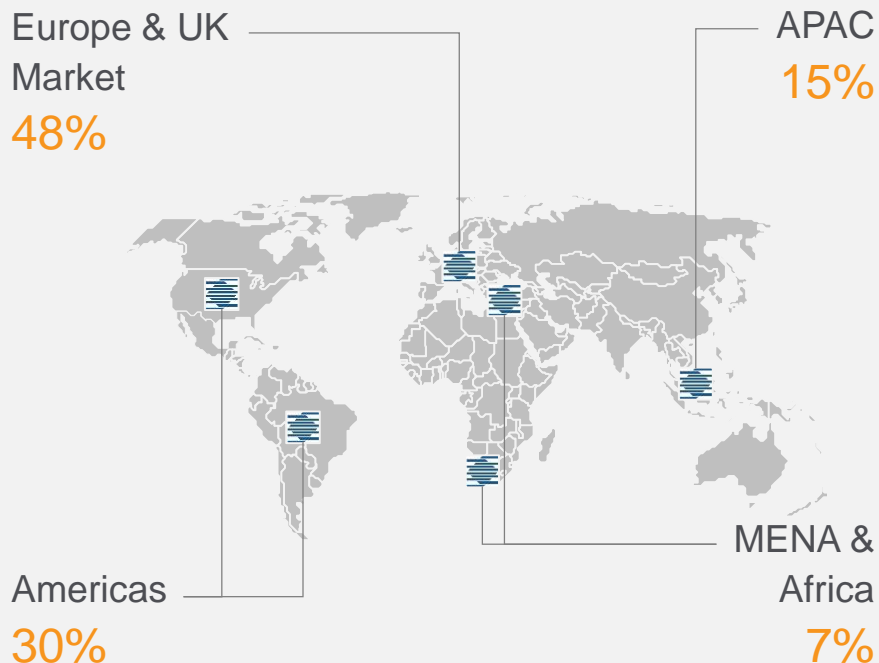 Europe & UK
Market
48%
APAC
15%
Americas
30%
MENA &
Africa
7%